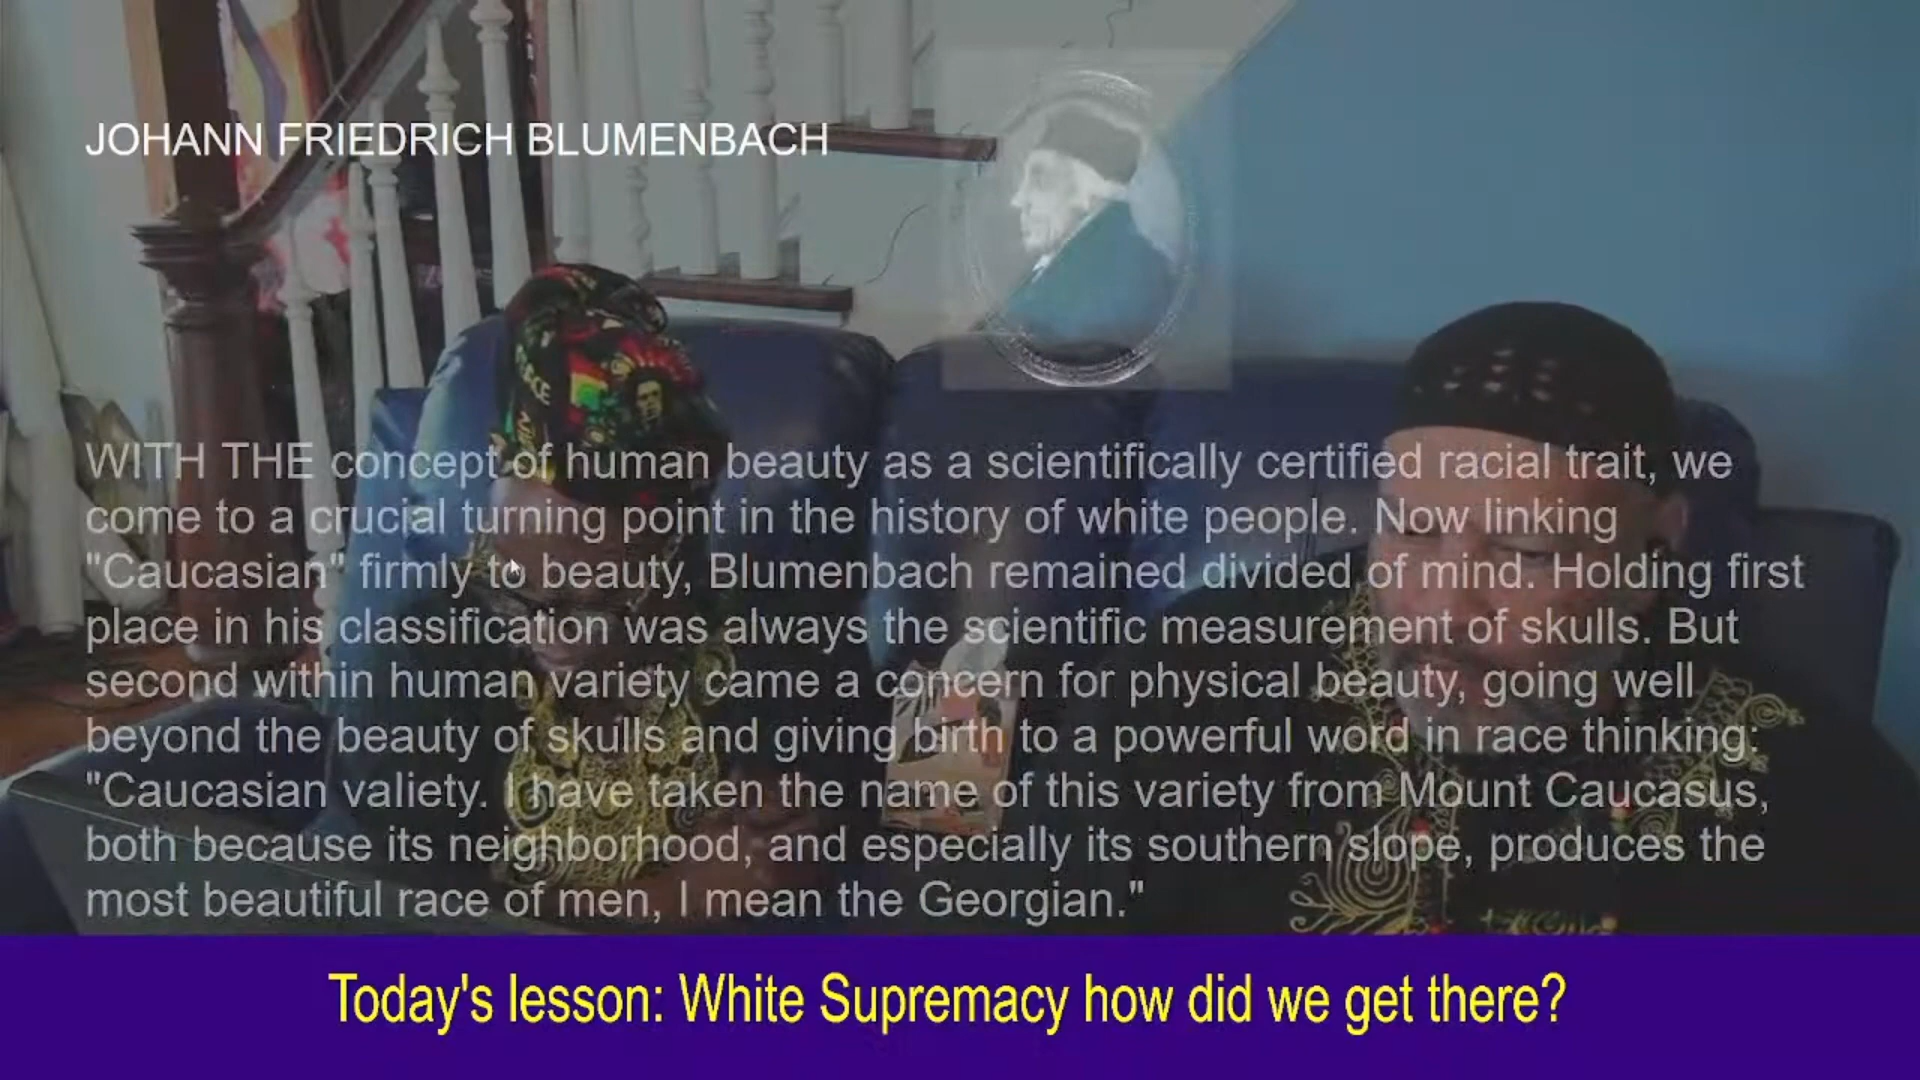 JOHANN FRIEDRICH BLUMENBACH
WITH THE concept of human beauty as a scientifically certified racial trait, we
come to a crucial turning point in the history of white people. Now linking
"Caucasian" firmly to beauty, Blumenbach remained divided of mind. Holding first
place in his classification was always the scientific measurement of skulls. But
second within human variety came a concern for physical beauty, going well
beyond the beauty of skulls and giving birth to a powerful word in race thinking:
"Caucasian valiety. I have taken the name of this variety from Mount Caucasus,
both because its neighborhood, and especially its southern slope, produces the
most beautiful race of men, I mean the Georgian."
Today's lesson: White Supremacy how did we get there?